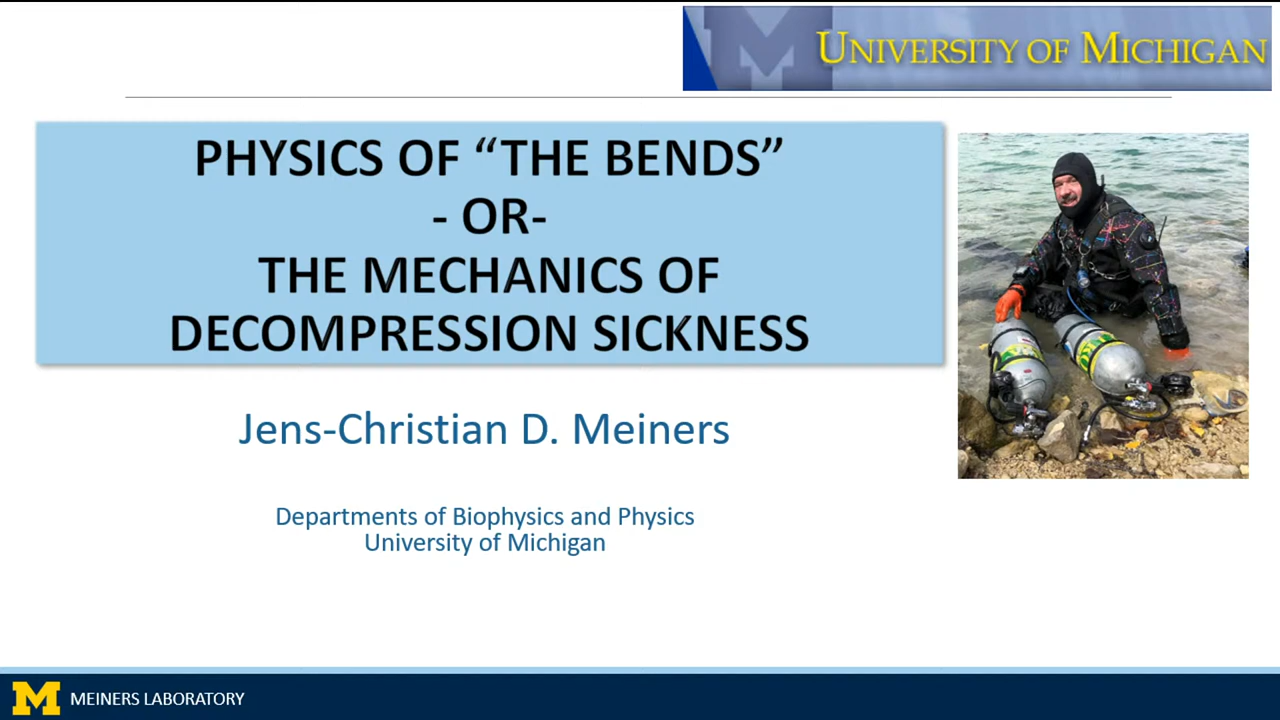 UNIVERSITY OF MICHIGAN
PHYSICS OF “THE BENDS”
- OR-
THE MECHANICS OF
DECOMPRESSION SICKNESS
Jens-Christian D. Meiners
Departments of Biophysics and Physics
University of Michigan
M MEINERS LABORATORY